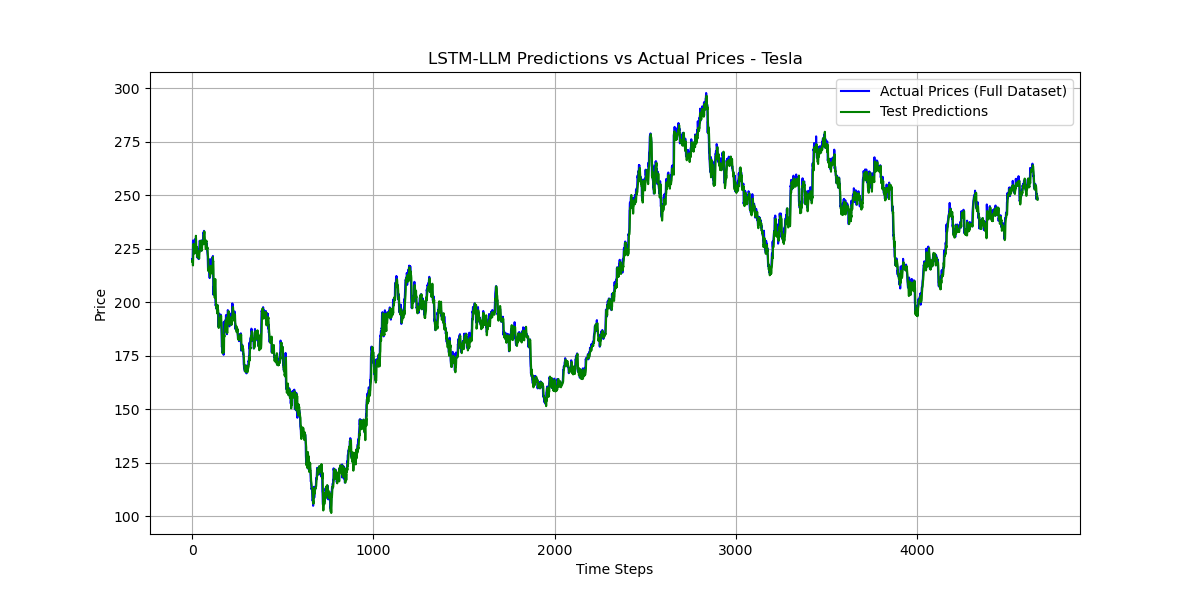 LSTM-LLM Predictions vs Actual Prices - Tesla
Actual Prices (Full Dataset)
Test Predictions
Price
300
275
250
225
200
175
150
125
100
0 1000 2000 3000 4000
Time Steps